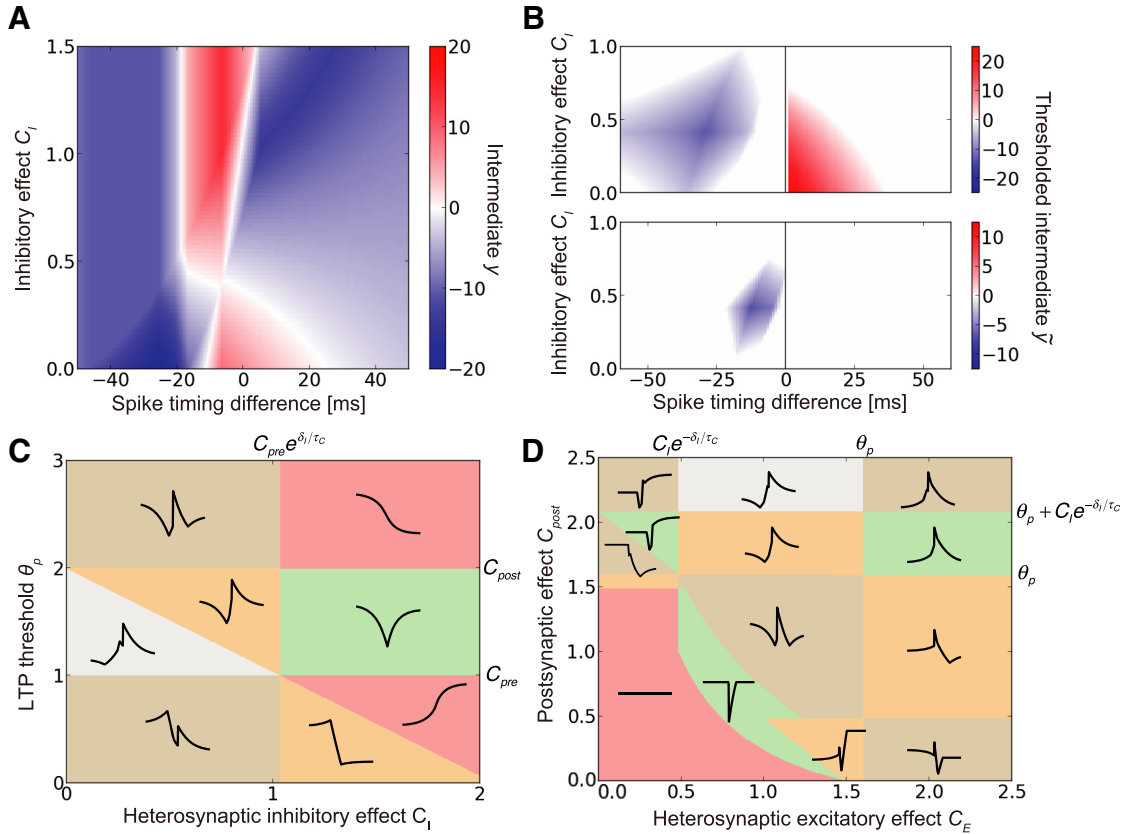 A
B
1.5
1.0
0.5
0.0
Inhibitory effect C_I
−40
−20
0
20
40
Spike timing difference [ms]
20
10
0
−10
−20
Intermediate y
1.0
0.5
0.0
Inhibitory effect C_I
20
10
0
−10
−20
1.0
0.5
0.0
Inhibitory effect C_I
−50
−25
0
25
50
Spike timing difference [ms]
10
5
0
−5
−10
Thresholded intermediate ỹ
C
C_pre e^{δ_I/τ_C}
3
2
1
0
LTP threshold θ_p
C_post
C_pre
0
1
2
Heterosynaptic inhibitory effect C_I
D
C_I e^{−δ_I/τ_C}
θ_p
2.5
2.0
1.5
1.0
0.5
0.0
Postsynaptic effect C_post
θ_p + C_I e^{−δ_I/τ_C}
θ_p
0.0
0.5
1.0
1.5
2.0
2.5
Heterosynaptic excitatory effect C_E